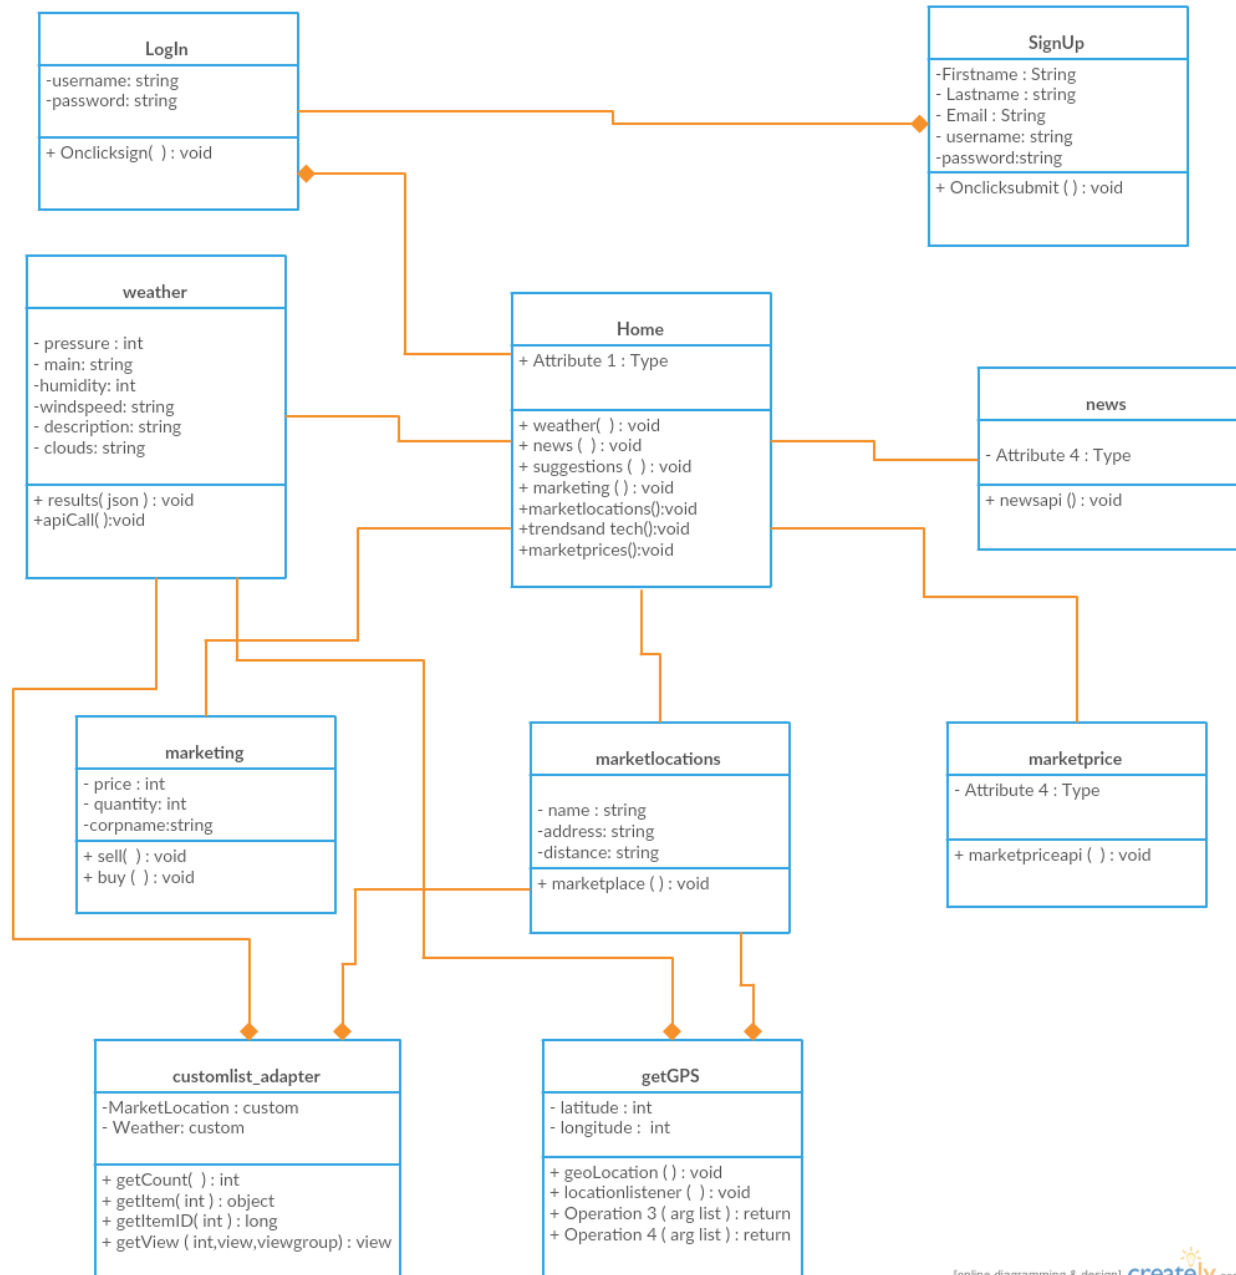 LogIn
-username: string
-password: string
+ Onclicksign( ) : void
SignUp
-Firstname : String
- Lastname : string
- Email : String
- username: string
-password:string
+ Onclicksubmit ( ) : void
weather
- pressure : int
- main: string
-humidity: int
-windspeed: string
- description: string
- clouds: string
+ results( json ) : void
+apiCall( ):void
Home
+ Attribute 1 : Type
+ weather( ) : void
+ news ( ) : void
+ suggestions ( ) : void
+ marketing ( ) : void
+marketlocations():void
+trendsand tech():void
+marketprices():void
news
- Attribute 4 : Type
+ newsapi () : void
marketing
- price : int
- quantity: int
-corpname:string
+ sell( ) : void
+ buy ( ) : void
marketlocations
- name : string
-address: string
-distance: string
+ marketplace ( ) : void
marketprice
- Attribute 4 : Type
+ marketpriceapi ( ) : void
customlist_adapter
-MarketLocation : custom
- Weather: custom
+ getCount( ) : int
+ getItem( int ) : object
+ getItemID( int ) : long
+ getView ( int,view,viewgroup) : view
getGPS
- latitude : int
- longitude : int
+ geoLocation ( ) : void
+ locationlistener ( ) : void
+ Operation 3 ( arg list ) : return
+ Operation 4 ( arg list ) : return
[online diagramming & design] creately